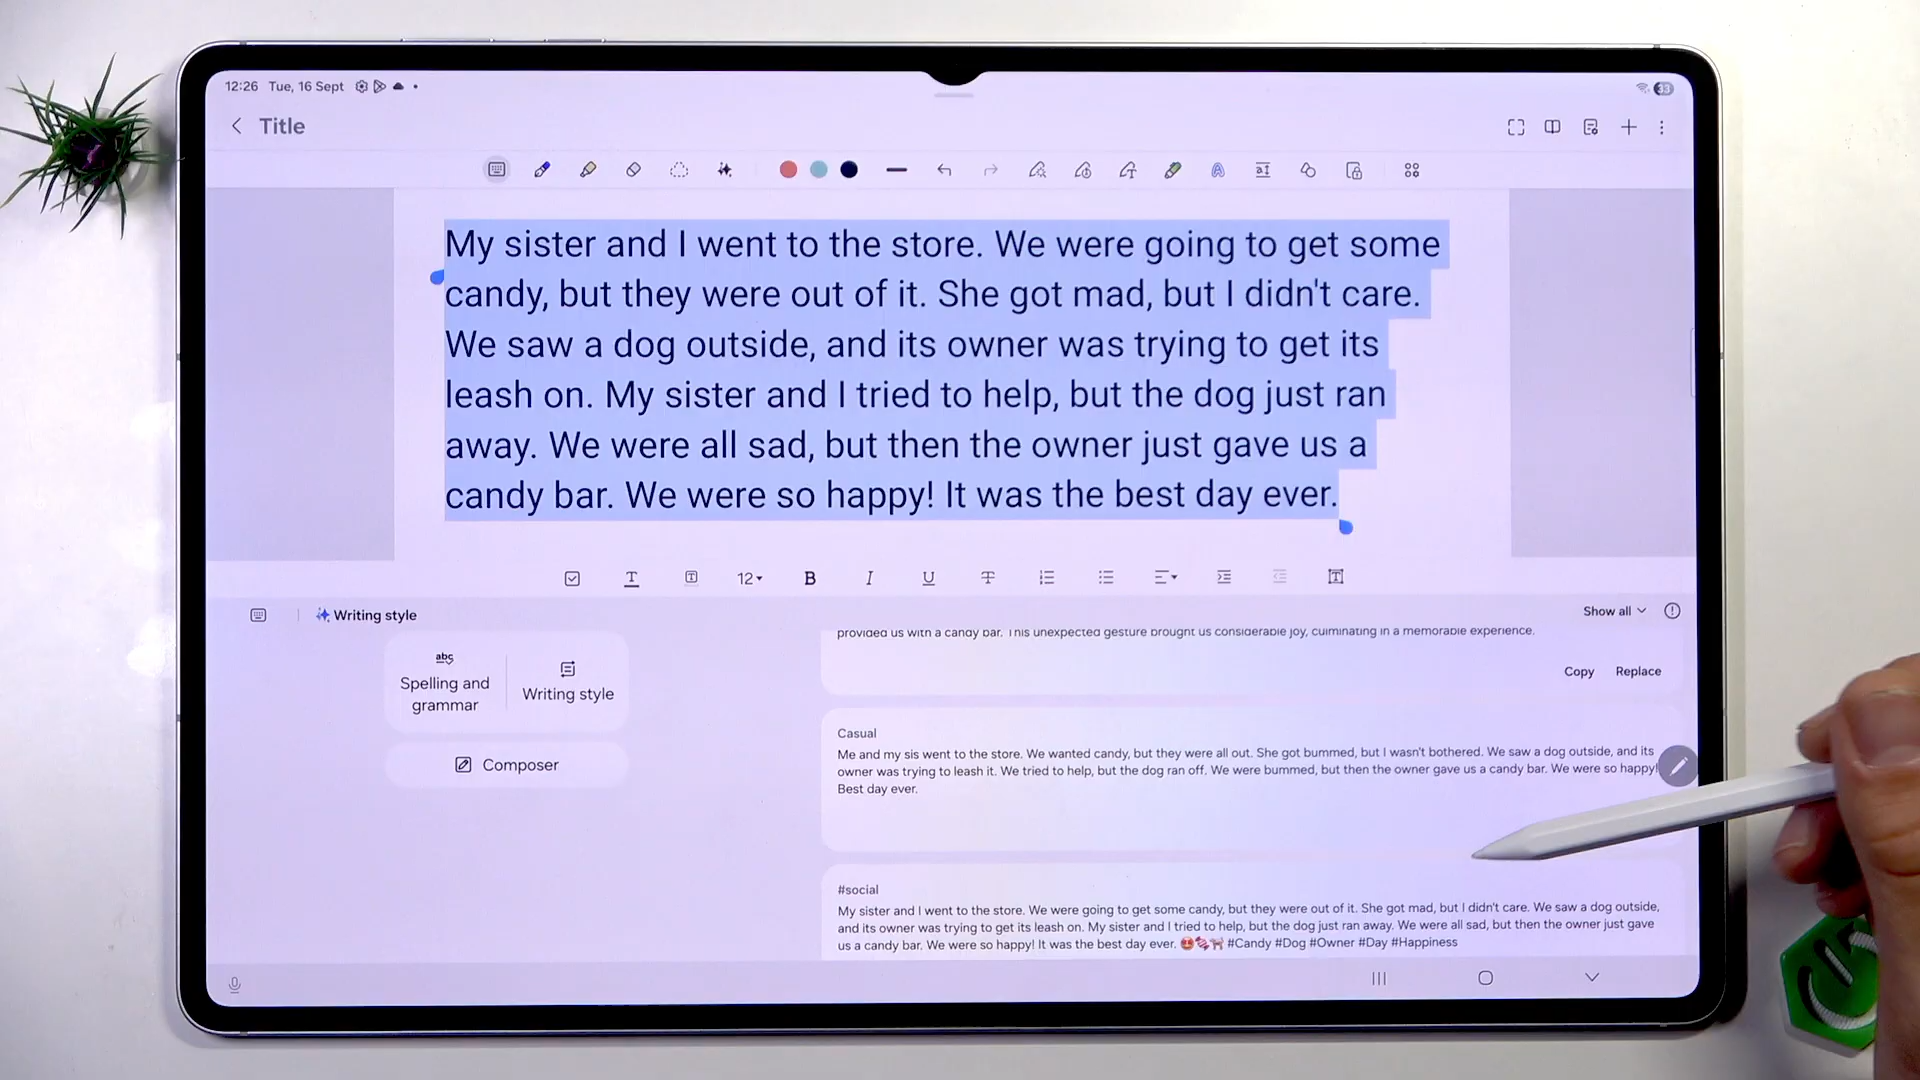 12:26 Tue, 16 Sept
33
Title
My sister and I went to the store. We were going to get some
candy, but they were out of it. She got mad, but I didn't care.
We saw a dog outside, and its owner was trying to get its
leash on. My sister and I tried to help, but the dog just ran
away. We were all sad, but then the owner just gave us a
candy bar. We were so happy! It was the best day ever.
12
B I U T
Writing style
Show all
provided us with a candy bar. This unexpected gesture brought us considerable joy, culminating in a memorable experience.
Copy Replace
abc
Spelling and
grammar
Writing style
Composer
Casual
Me and my sis went to the store. We wanted candy, but they were all out. She got bummed, but I wasn't bothered. We saw a dog outside, and its
owner was trying to leash it. We tried to help, but the dog ran off. We were bummed, but then the owner gave us a candy bar. We were so happy!
Best day ever.
#social
My sister and I went to the store. We were going to get some candy, but they were out of it. She got mad, but I didn't care. We saw a dog outside,
and its owner was trying to get its leash on. My sister and I tried to help, but the dog just ran away. We were all sad, but then the owner just gave
us a candy bar. We were so happy! It was the best day ever. 🤩🍬🐕 #Candy #Dog #Owner #Day #Happiness